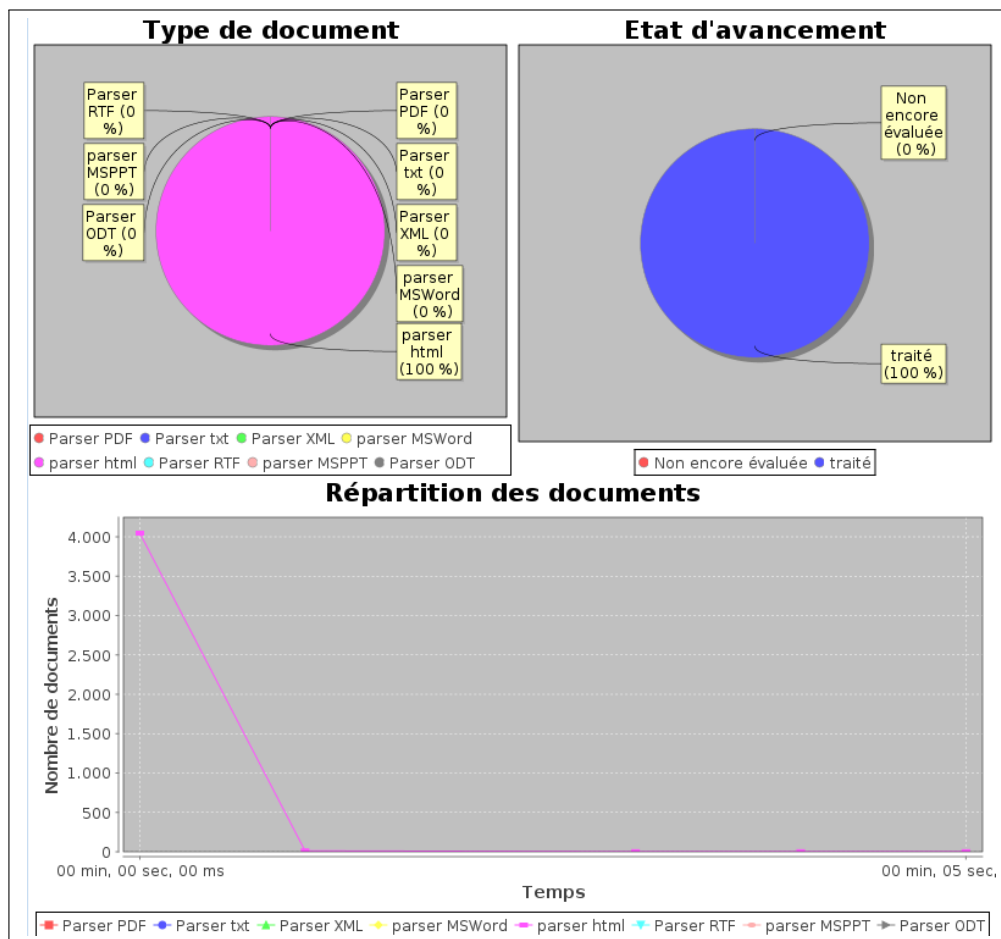 Type de document
Parser
RTF (0
%)
parser
MSPPT
(0 %)
Parser
ODT (0
%)
Parser
PDF (0
%)
Parser
txt (0
%)
Parser
XML (0
%)
parser
MSWord
(0 %)
parser
html
(100 %)
Parser PDF Parser txt Parser XML parser MSWord
parser html Parser RTF parser MSPPT Parser ODT
Etat d'avancement
Non
encore
évaluée
(0 %)
traité
(100 %)
Non encore évaluée traité
Répartition des documents
Nombre de documents
4.000
3.500
3.000
2.500
2.000
1.500
1.000
500
0
00 min, 00 sec, 00 ms 00 min, 05 sec,
Temps
Parser PDF Parser txt Parser XML parser MSWord parser html Parser RTF parser MSPPT Parser ODT